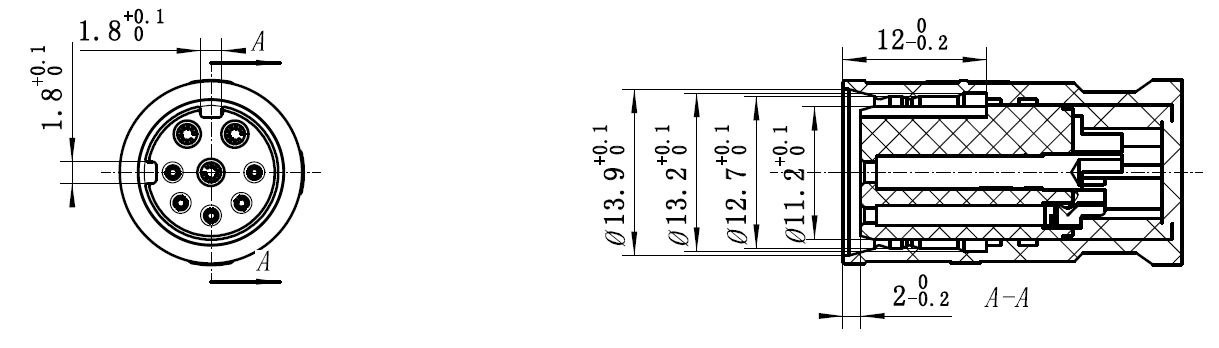 1.8 +0.1 0
A
1.8 +0.1 0
A
12 0 -0.2
Ø13.9 +0.1 0
Ø13.2 +0.1 0
Ø12.7 +0.1 0
Ø11.2 +0.1 0
2 0 -0.2
A-A